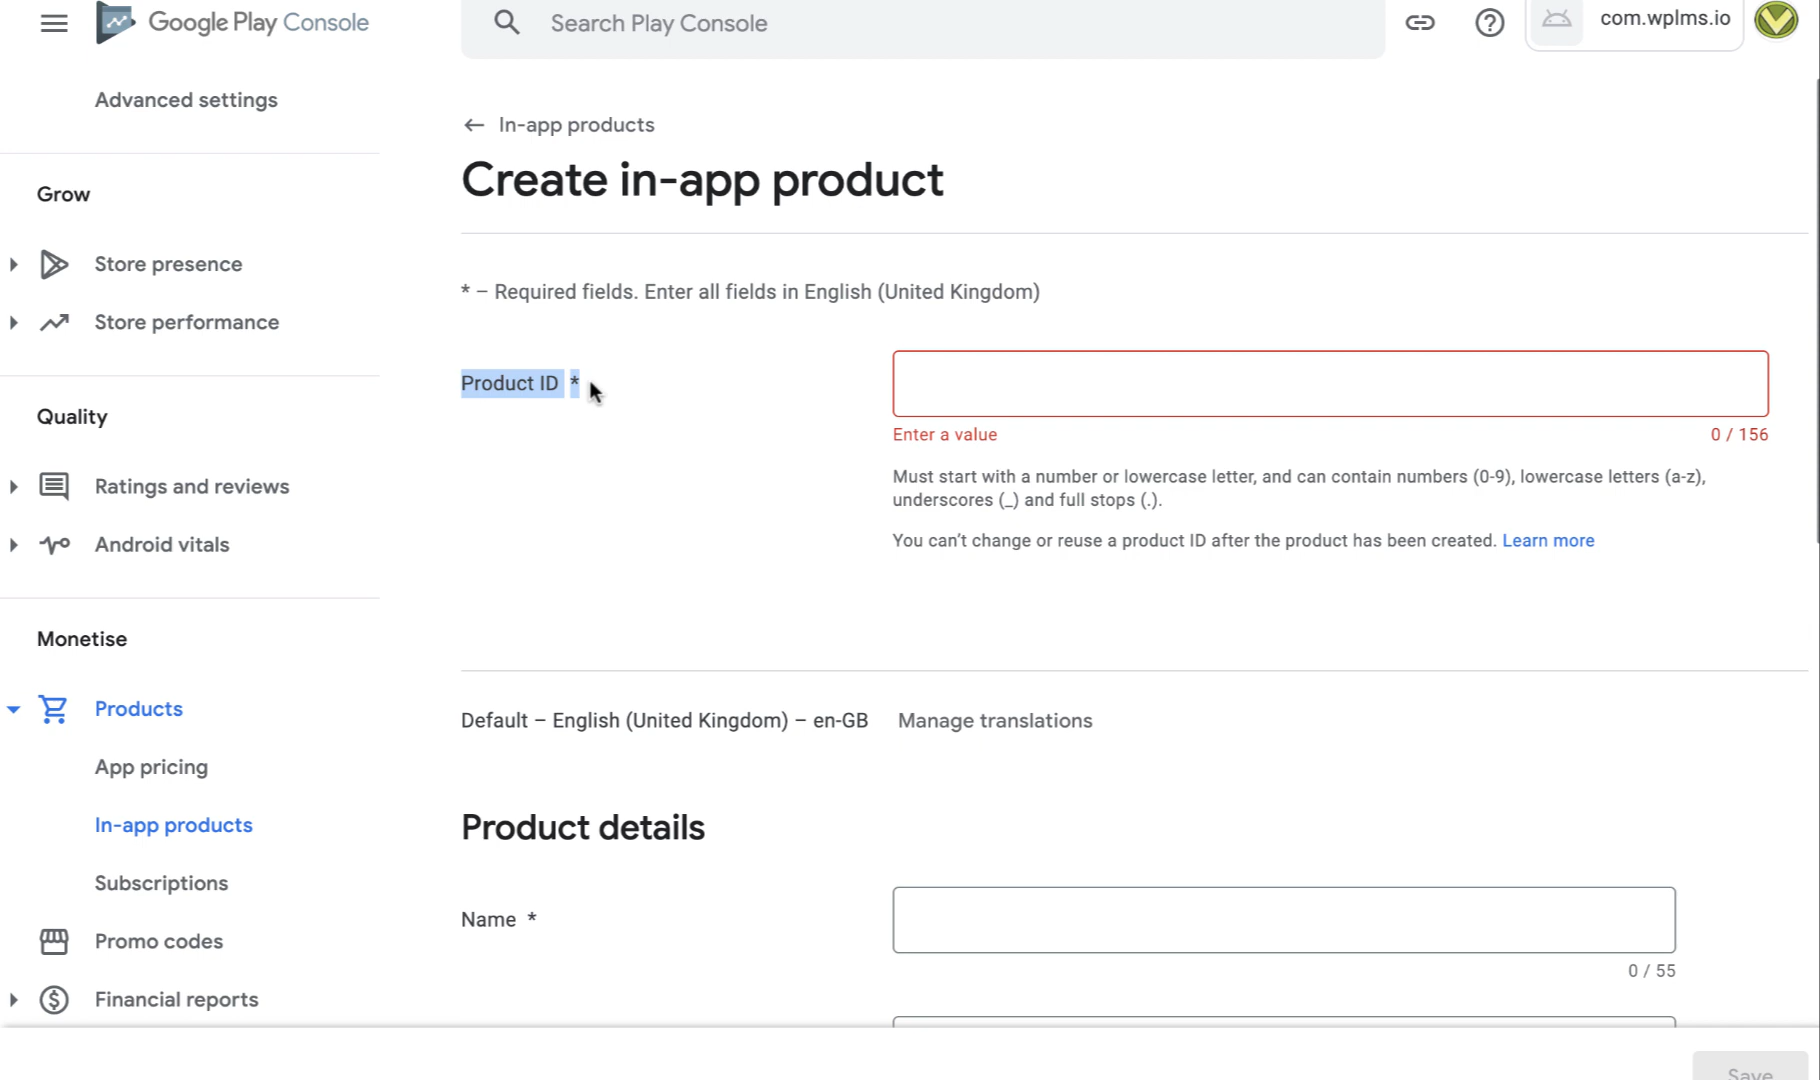 Google Play Console
Search Play Console
com.wplms.io
Advanced settings
Grow
Store presence
Store performance
Quality
Ratings and reviews
Android vitals
Monetise
Products
App pricing
In-app products
Subscriptions
Promo codes
Financial reports
← In-app products
Create in-app product
* – Required fields. Enter all fields in English (United Kingdom)
Product ID *
Enter a value
0 / 156
Must start with a number or lowercase letter, and can contain numbers (0-9), lowercase letters (a-z),
underscores (_) and full stops (.).
You can't change or reuse a product ID after the product has been created. Learn more
Default – English (United Kingdom) – en-GB Manage translations
Product details
Name *
0 / 55
Save